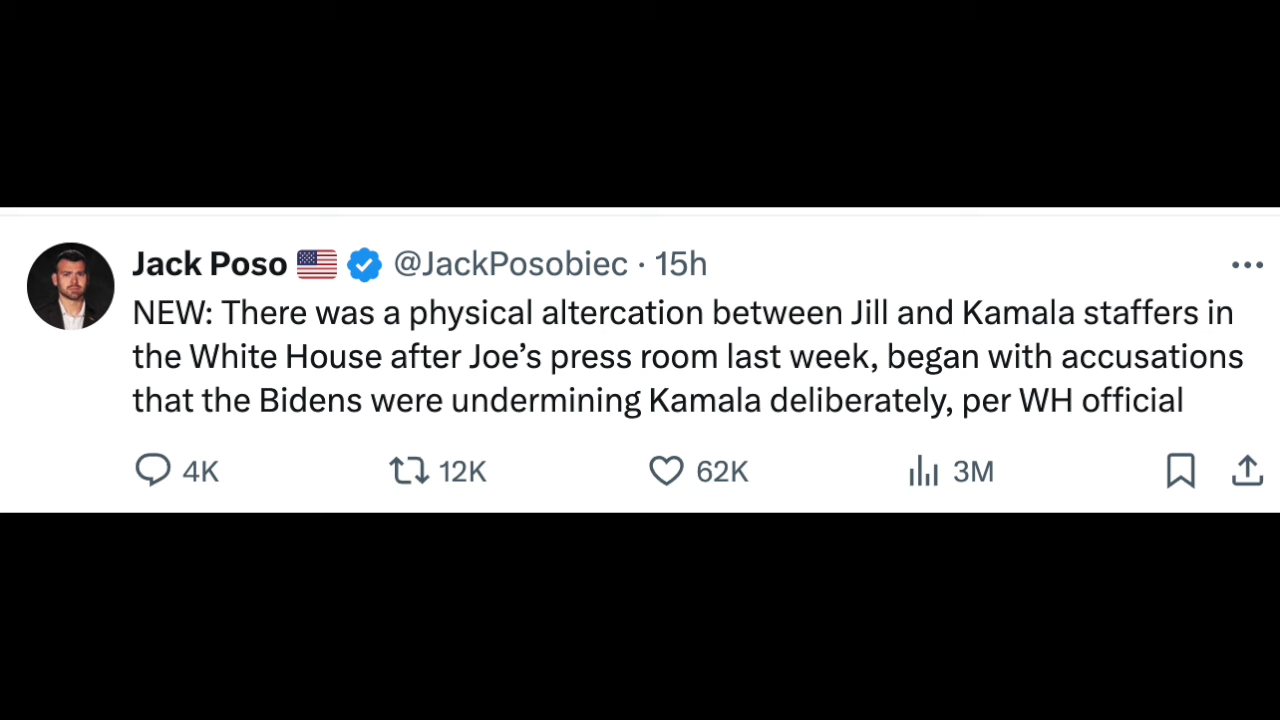 Jack Poso 🇺🇸 @JackPosobiec · 15h
NEW: There was a physical altercation between Jill and Kamala staffers in
the White House after Joe’s press room last week, began with accusations
that the Bidens were undermining Kamala deliberately, per WH official
4K 12K 62K 3M